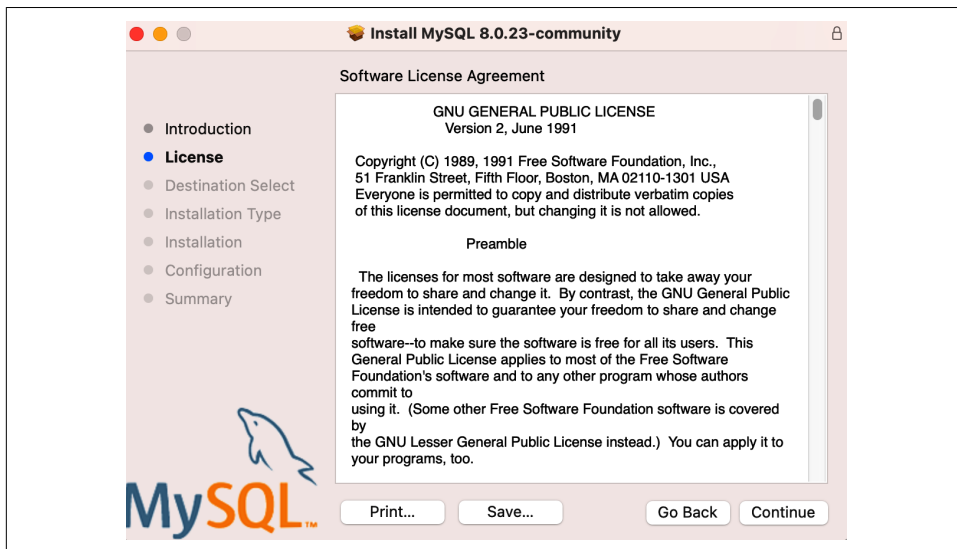 Install MySQL 8.0.23-community
Software License Agreement
Introduction
License
Destination Select
Installation Type
Installation
Configuration
Summary
GNU GENERAL PUBLIC LICENSE
Version 2, June 1991
Copyright (C) 1989, 1991 Free Software Foundation, Inc.,
51 Franklin Street, Fifth Floor, Boston, MA 02110-1301 USA
Everyone is permitted to copy and distribute verbatim copies
of this license document, but changing it is not allowed.
Preamble
The licenses for most software are designed to take away your
freedom to share and change it.  By contrast, the GNU General Public
License is intended to guarantee your freedom to share and change
free
software--to make sure the software is free for all its users.  This
General Public License applies to most of the Free Software
Foundation's software and to any other program whose authors
commit to
using it.  (Some other Free Software Foundation software is covered
by
the GNU Lesser General Public License instead.)  You can apply it to
your programs, too.
MySQL TM
Print... Save... Go Back Continue